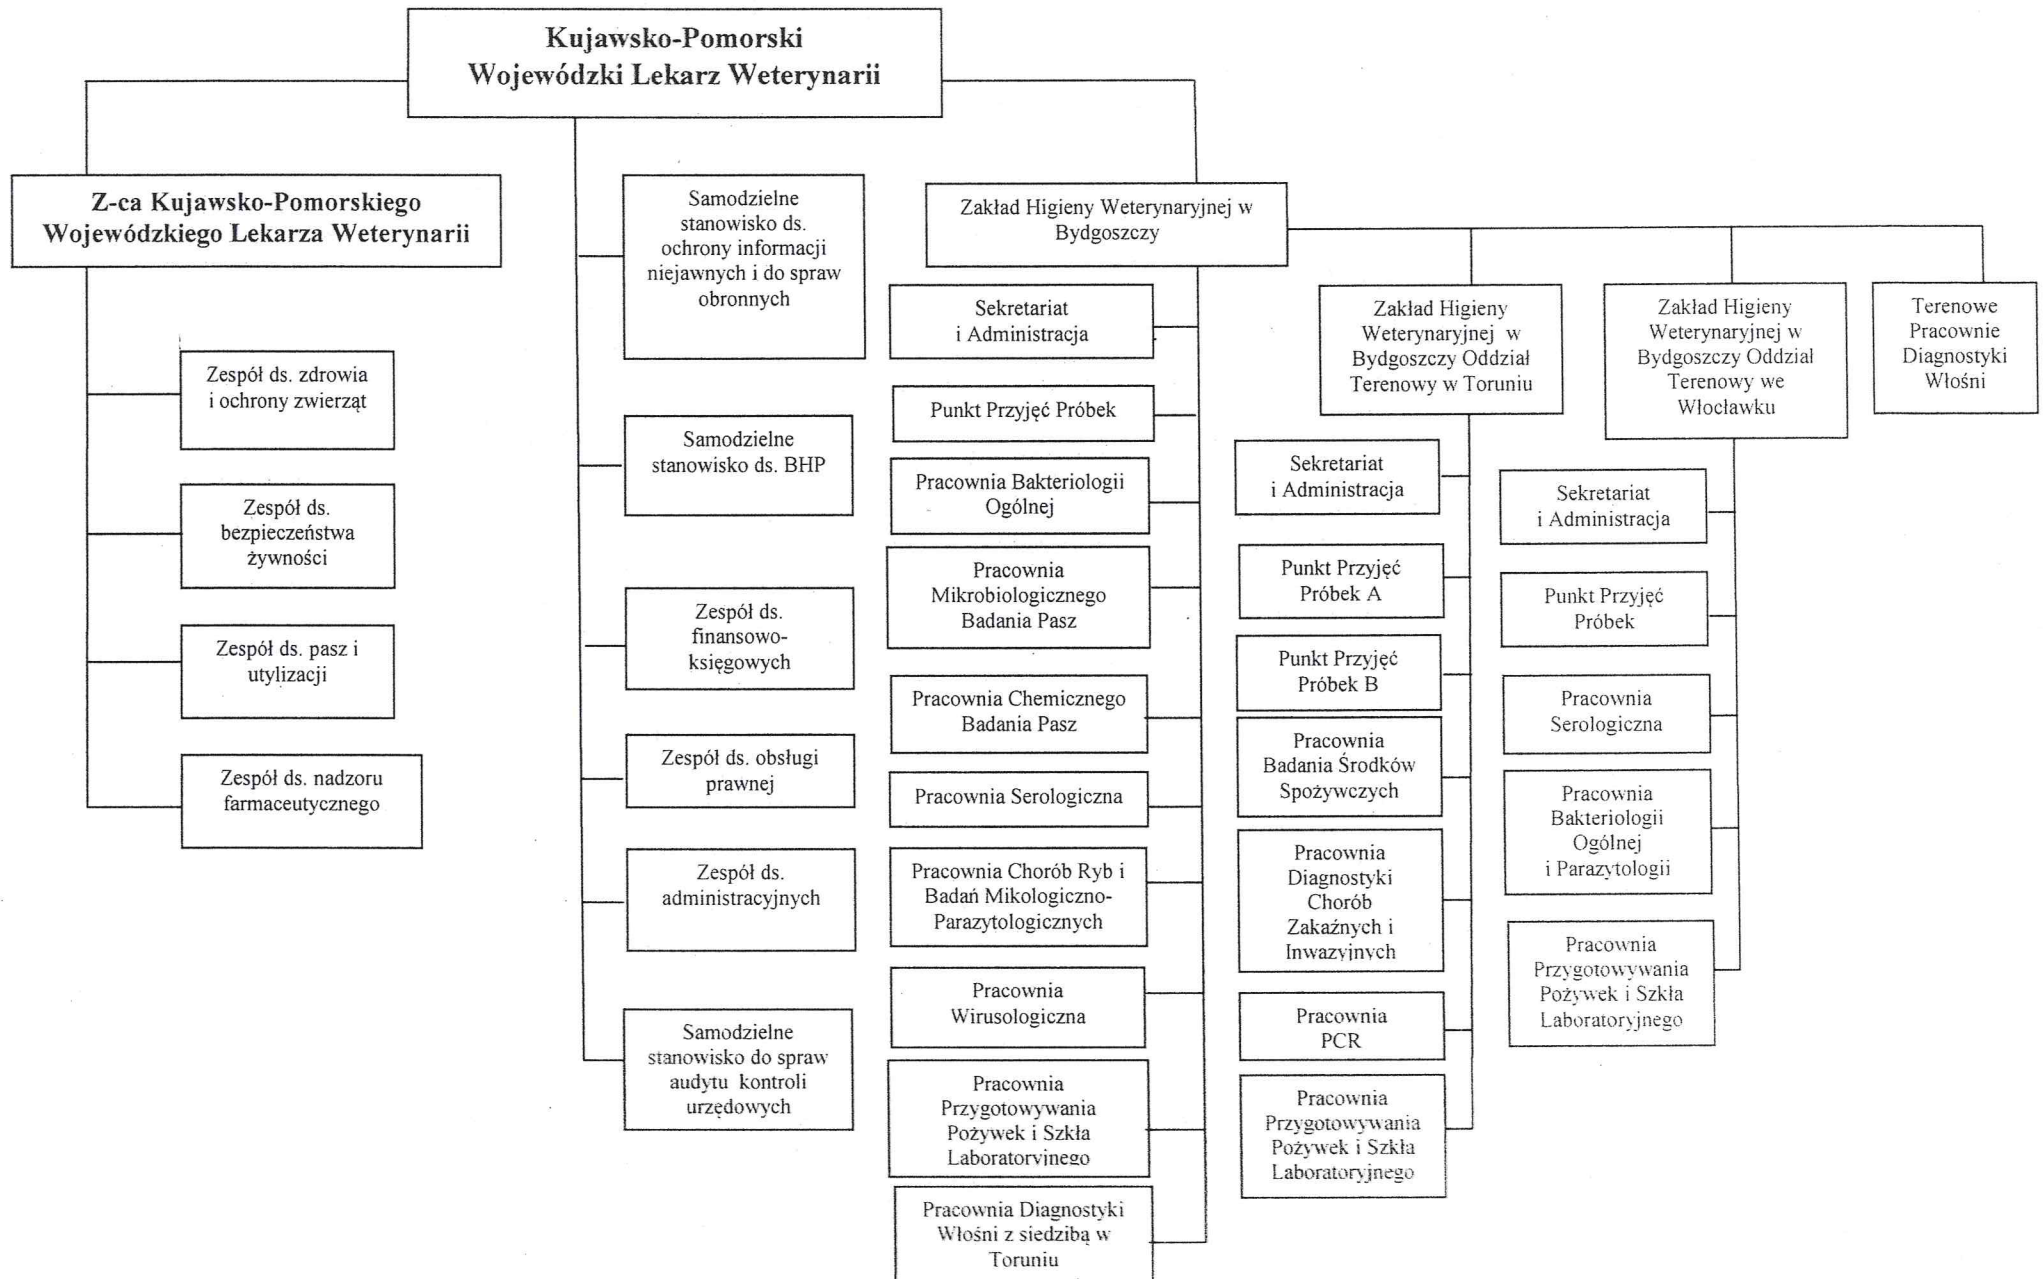 Kujawsko-Pomorski
Wojewódzki Lekarz Weterynarii
Z-ca Kujawsko-Pomorskiego
Wojewódzkiego Lekarza Weterynarii
Zespół ds. zdrowia
i ochrony zwierząt
Zespół ds.
bezpieczeństwa
żywności
Zespół ds. pasz i
utylizacji
Zespół ds. nadzoru
farmaceutycznego
Samodzielne
stanowisko ds.
ochrony informacji
niejawnych i do spraw
obronnych
Samodzielne
stanowisko ds. BHP
Zespół ds.
finansowo-
księgowych
Zespół ds. obsługi
prawnej
Zespół ds.
administracyjnych
Samodzielne
stanowisko do spraw
audytu kontroli
urzędowych
Zakład Higieny Weterynaryjnej w
Bydgoszczy
Sekretariat
i Administracja
Punkt Przyjęć Próbek
Pracownia Bakteriologii
Ogólnej
Pracownia
Mikrobiologicznego
Badania Pasz
Pracownia Chemicznego
Badania Pasz
Pracownia Serologiczna
Pracownia Chorób Ryb i
Badań Mikologiczno-
Parazytologicznych
Pracownia
Wirusologiczna
Pracownia
Przygotowywania
Pożywek i Szkła
Laboratoryjnego
Pracownia Diagnostyki
Włośni z siedzibą w
Toruniu
Zakład Higieny
Weterynaryjnej w
Bydgoszczy Oddział
Terenowy w Toruniu
Sekretariat
i Administracja
Punkt Przyjęć
Próbek A
Punkt Przyjęć
Próbek B
Pracownia
Badania Środków
Spożywczych
Pracownia
Diagnostyki
Chorób
Zakaźnych i
Inwazyjnych
Pracownia
PCR
Pracownia
Przygotowywania
Pożywek i Szkła
Laboratoryjnego
Zakład Higieny
Weterynaryjnej w
Bydgoszczy Oddział
Terenowy we
Włocławku
Sekretariat
i Administracja
Punkt Przyjęć
Próbek
Pracownia
Serologiczna
Pracownia
Bakteriologii
Ogólnej
i Parazytologii
Pracownia
Przygotowywania
Pożywek i Szkła
Laboratoryjnego
Terenowe
Pracownie
Diagnostyki
Włośni